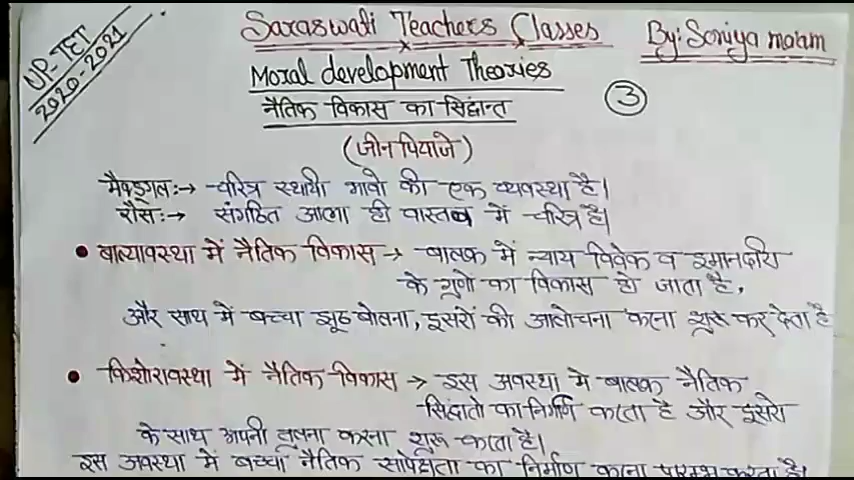 UP-TET
2020-2021
Saraswati Teachers Classes
By: Soniya mam
Moral development Theories
नैतिक विकास का सिद्धान्त
3
(जीन पियाजे)
मैक्डूगल:→ चरित्र स्थायी भावो की एक व्यवस्था है।
रौस:→ संगठित आत्मा ही वास्तव में चरित्र है।
• बाल्यावस्था में नैतिक विकास → बालक में न्याय विवेक व इमानदारी
के गुणों का विकास हो जाता है,
और साथ में बच्चा झूठ बोलना, दूसरों की आलोचना करना शुरू कर देता है
• किशोरावस्था में नैतिक विकास → इस अवस्था मे बालक नैतिक
सिद्वातो का निर्माण करता है और दूसरो
के साथ अपनी तुलना करना शुरू करता है।
इस अवस्था में बच्चा नैतिक सापेक्षता का निर्माण करना प्रारम्भ करता है।